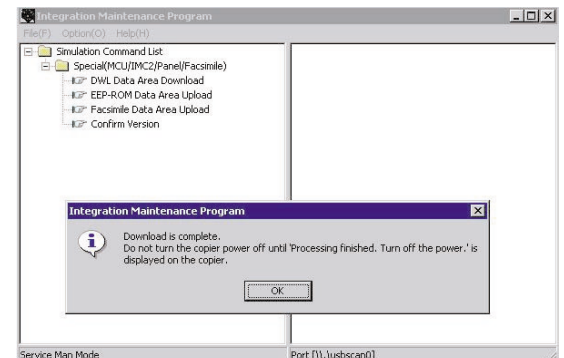 Integration Maintenance Program
File(F) Option(O) Help(H)
Simulation Command List
Special(MCU/IMC2/Panel/Facsimile)
DWL Data Area Download
EEP-ROM Data Area Upload
Facsimile Data Area Upload
Confirm Version
Integration Maintenance Program
Download is complete.
Do not turn the copier power off until 'Processing finished. Turn off the power.' is
displayed on the copier.
OK
Service Man Mode
Port [\\.\usbscan0]